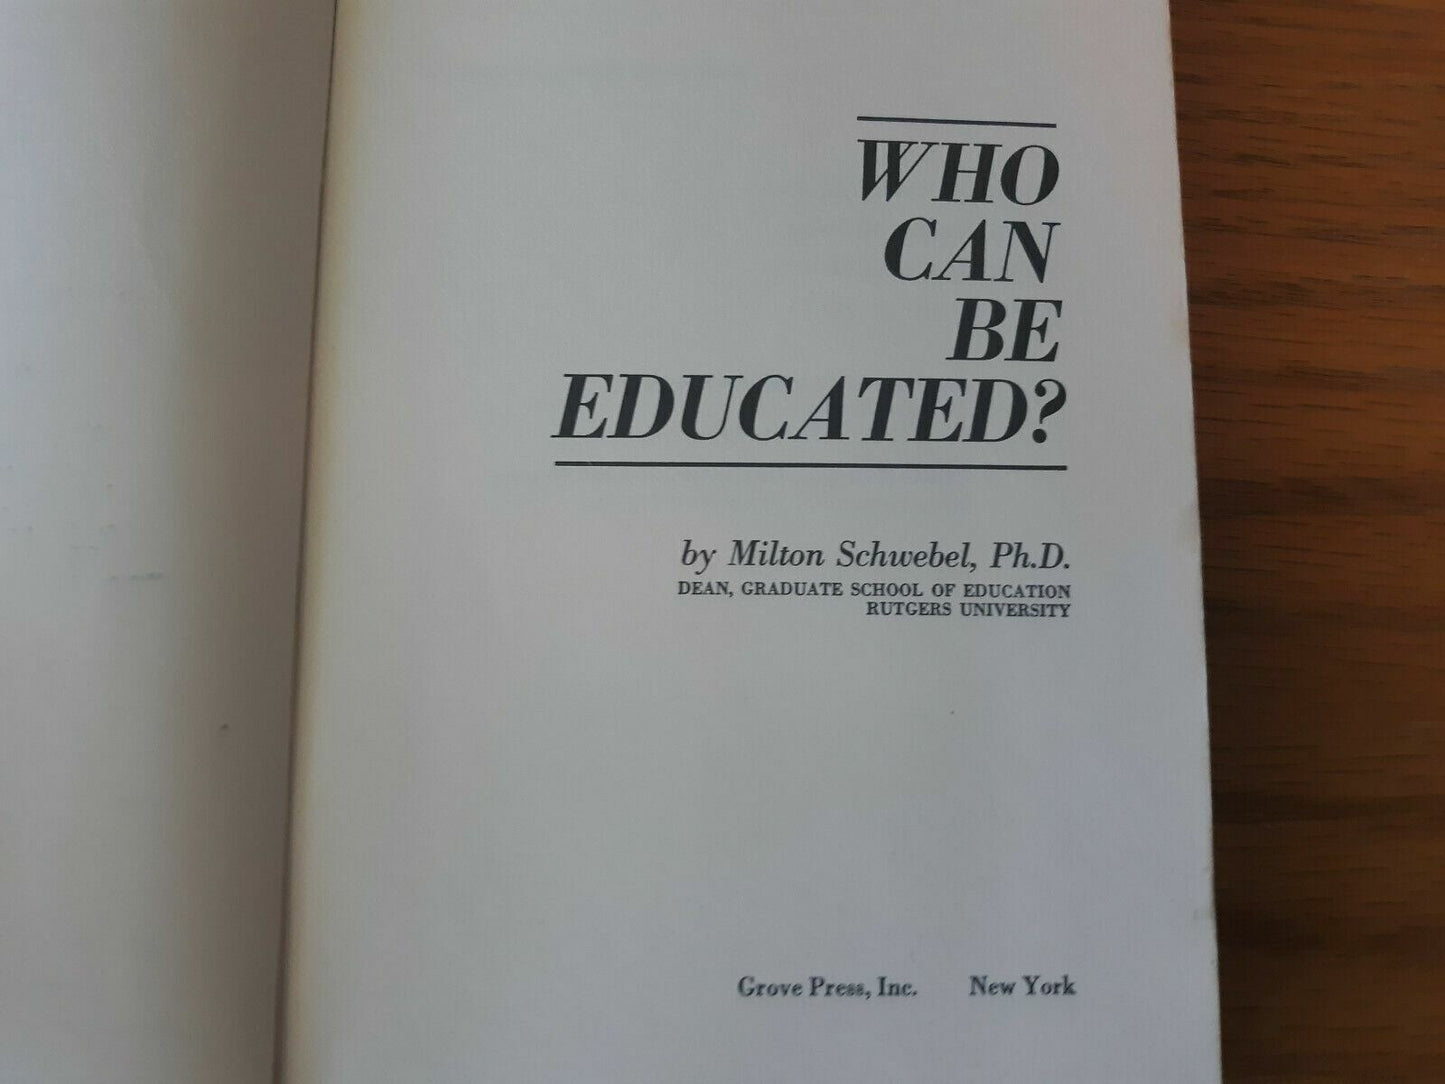 WHO
CAN
BE
EDUCATED?
by Milton Schwebel, Ph.D.
DEAN, GRADUATE SCHOOL OF EDUCATION
RUTGERS UNIVERSITY
Grove Press, Inc. New York